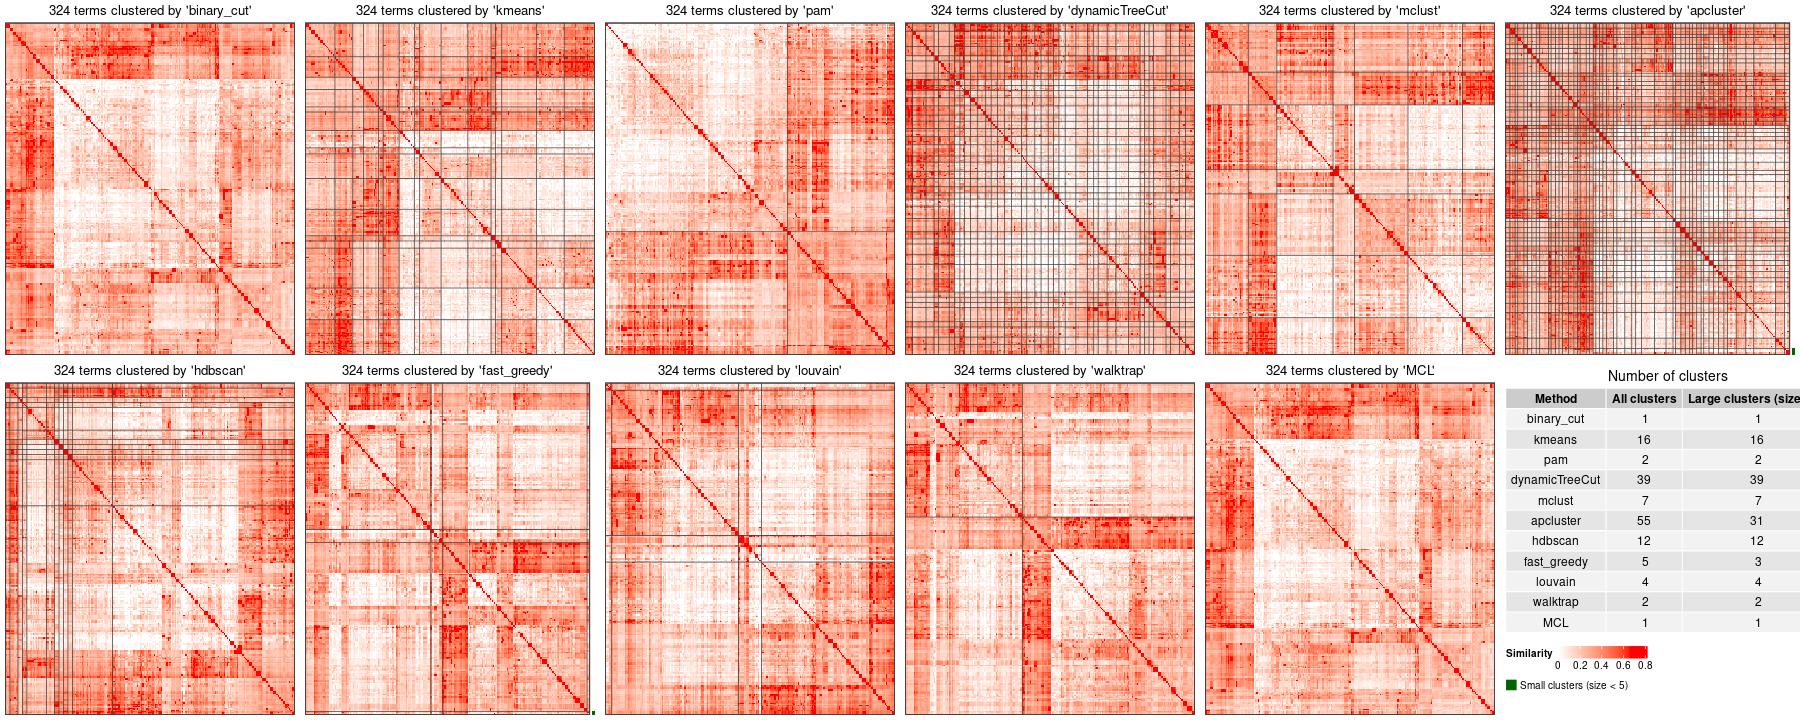 324 terms clustered by 'binary_cut'
324 terms clustered by 'kmeans'
324 terms clustered by 'pam'
324 terms clustered by 'dynamicTreeCut'
324 terms clustered by 'mclust'
324 terms clustered by 'apcluster'
324 terms clustered by 'hdbscan'
324 terms clustered by 'fast_greedy'
324 terms clustered by 'louvain'
324 terms clustered by 'walktrap'
324 terms clustered by 'MCL'
Number of clusters
Method All clusters Large clusters (size
binary_cut 1 1
kmeans 16 16
pam 2 2
dynamicTreeCut 39 39
mclust 7 7
apcluster 55 31
hdbscan 12 12
fast_greedy 5 3
louvain 4 4
walktrap 2 2
MCL 1 1
Similarity
0 0.2 0.4 0.6 0.8
Small clusters (size < 5)